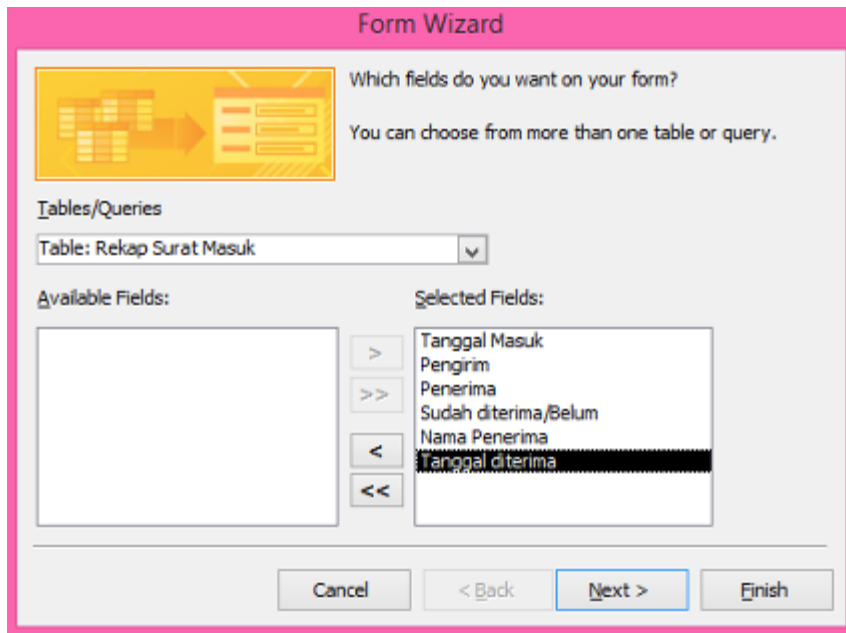 Form Wizard
Which fields do you want on your form?
You can choose from more than one table or query.
Tables/Queries
Table: Rekap Surat Masuk
Available Fields:
Selected Fields:
Tanggal Masuk
Pengirim
Penerima
Sudah diterima/Belum
Nama Penerima
Tanggal diterima
>
>>
<
<<
Cancel
< Back
Next >
Finish